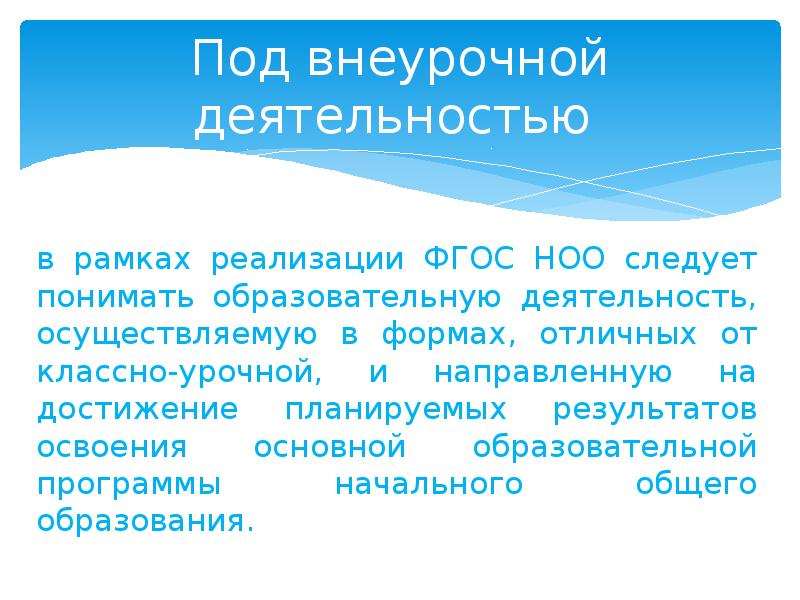 Под внеурочной
деятельностью
в рамках реализации ФГОС НОО следует
понимать образовательную деятельность,
осуществляемую в формах, отличных от
классно-урочной, и направленную на
достижение планируемых результатов
освоения основной образовательной
программы начального общего
образования.